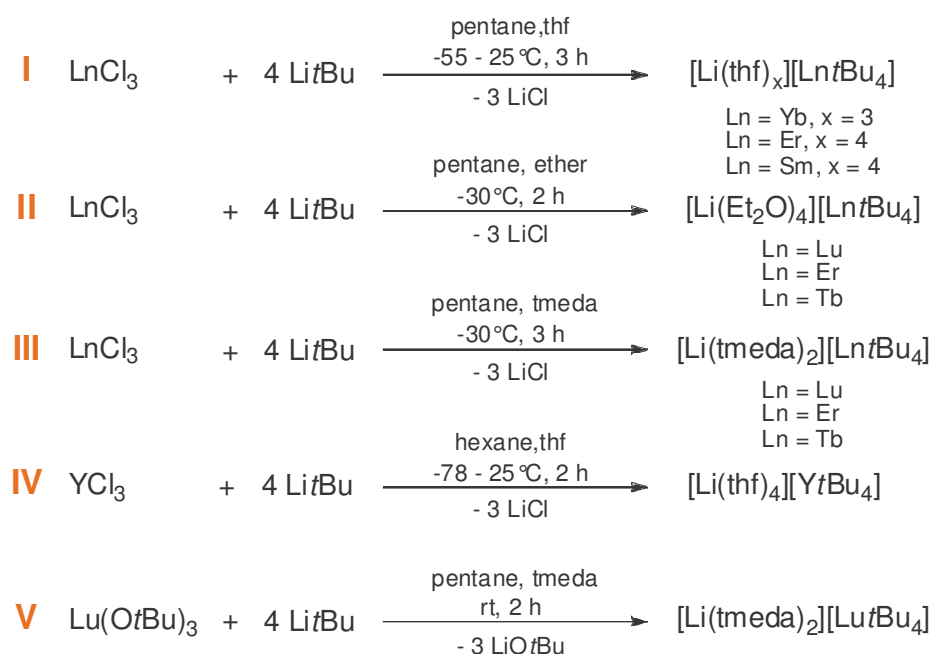 pentane,thf
I LnCl3 + 4 LitBu -55 - 25°C, 3 h [Li(thf)x][LntBu4]
- 3 LiCl
Ln = Yb, x = 3
Ln = Er, x = 4
Ln = Sm, x = 4
pentane, ether
II LnCl3 + 4 LitBu -30°C, 2 h [Li(Et2O)4][LntBu4]
- 3 LiCl
Ln = Lu
Ln = Er
Ln = Tb
pentane, tmeda
III LnCl3 + 4 LitBu -30°C, 3 h [Li(tmeda)2][LntBu4]
- 3 LiCl
Ln = Lu
Ln = Er
Ln = Tb
hexane,thf
IV YCl3 + 4 LitBu -78 - 25°C, 2 h [Li(thf)4][YtBu4]
- 3 LiCl
pentane, tmeda
V Lu(OtBu)3 + 4 LitBu rt, 2 h [Li(tmeda)2][LutBu4]
- 3 LiOtBu